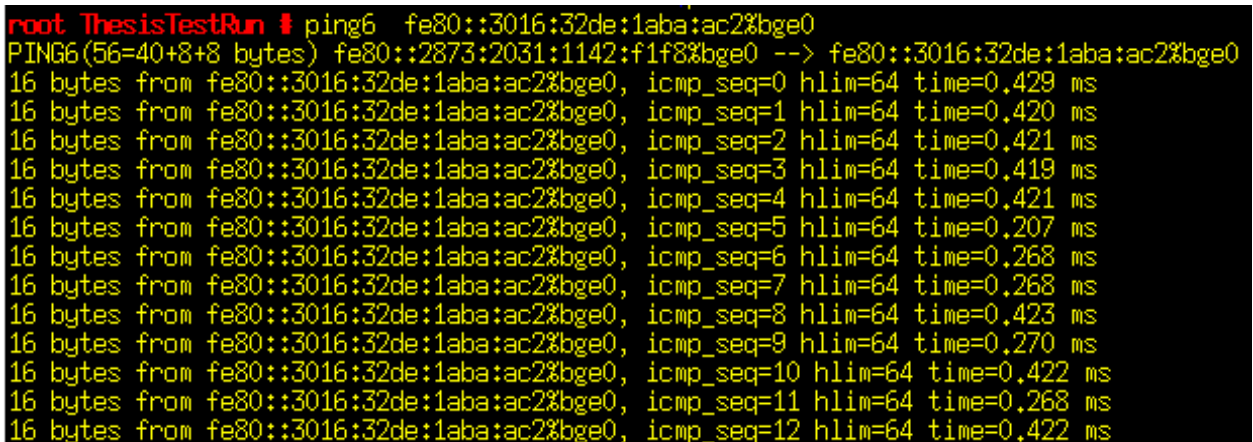 root ThesisTestRun # ping6  fe80::3016:32de:1aba:ac2%bge0
PING6(56=40+8+8 bytes) fe80::2873:2031:1142:f1f8%bge0 --> fe80::3016:32de:1aba:ac2%bge0
16 bytes from fe80::3016:32de:1aba:ac2%bge0, icmp_seq=0 hlim=64 time=0.429 ms
16 bytes from fe80::3016:32de:1aba:ac2%bge0, icmp_seq=1 hlim=64 time=0.420 ms
16 bytes from fe80::3016:32de:1aba:ac2%bge0, icmp_seq=2 hlim=64 time=0.421 ms
16 bytes from fe80::3016:32de:1aba:ac2%bge0, icmp_seq=3 hlim=64 time=0.419 ms
16 bytes from fe80::3016:32de:1aba:ac2%bge0, icmp_seq=4 hlim=64 time=0.421 ms
16 bytes from fe80::3016:32de:1aba:ac2%bge0, icmp_seq=5 hlim=64 time=0.207 ms
16 bytes from fe80::3016:32de:1aba:ac2%bge0, icmp_seq=6 hlim=64 time=0.268 ms
16 bytes from fe80::3016:32de:1aba:ac2%bge0, icmp_seq=7 hlim=64 time=0.268 ms
16 bytes from fe80::3016:32de:1aba:ac2%bge0, icmp_seq=8 hlim=64 time=0.423 ms
16 bytes from fe80::3016:32de:1aba:ac2%bge0, icmp_seq=9 hlim=64 time=0.270 ms
16 bytes from fe80::3016:32de:1aba:ac2%bge0, icmp_seq=10 hlim=64 time=0.422 ms
16 bytes from fe80::3016:32de:1aba:ac2%bge0, icmp_seq=11 hlim=64 time=0.268 ms
16 bytes from fe80::3016:32de:1aba:ac2%bge0, icmp_seq=12 hlim=64 time=0.422 ms